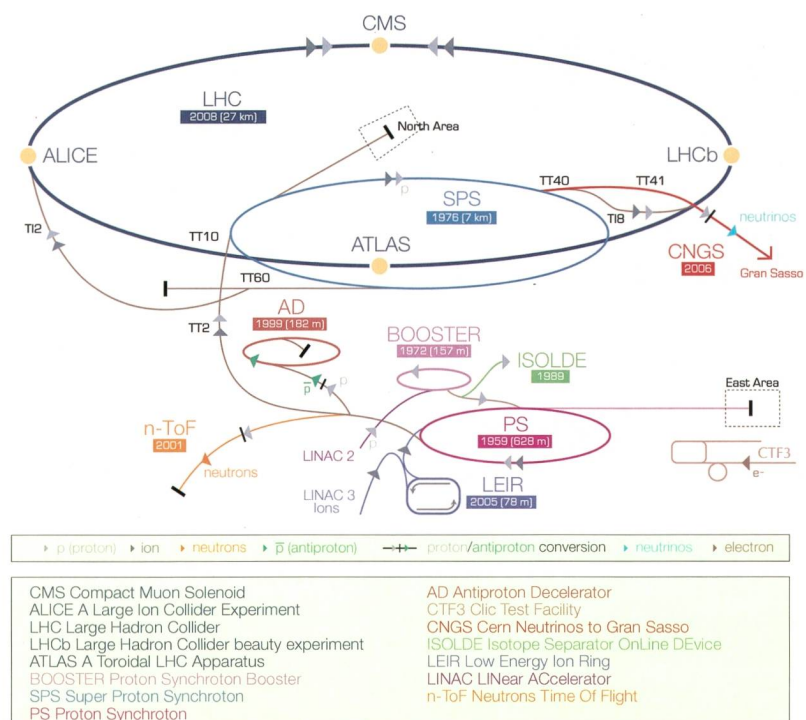 CMS
LHC
2008 (27 km)
North Area
ALICE
LHCb
TT40
TT41
SPS
1976 (7 km)
p
TI8
neutrinos
TI2
TT10
ATLAS
CNGS
2006
Gran Sasso
TT60
AD
1999 (182 m)
TT2
BOOSTER
1972 (157 m)
ISOLDE
1989
p̅
p
East Area
n-ToF
2001
PS
1959 (628 m)
LINAC 2
p
neutrons
CTF3
e-
LEIR
2005 (78 m)
LINAC 3
Ions
p (proton)
ion
neutrons
p̅ (antiproton)
proton/antiproton conversion
neutrinos
electron
CMS Compact Muon Solenoid
ALICE A Large Ion Collider Experiment
LHC Large Hadron Collider
LHCb Large Hadron Collider beauty experiment
ATLAS A Toroidal LHC Apparatus
BOOSTER Proton Synchroton Booster
SPS Super Proton Synchroton
PS Proton Synchroton
AD Antiproton Decelerator
CTF3 Clic Test Facility
CNGS Cern Neutrinos to Gran Sasso
ISOLDE Isotope Separator OnLine DEvice
LEIR Low Energy Ion Ring
LINAC LINear ACcelerator
n-ToF Neutrons Time Of Flight